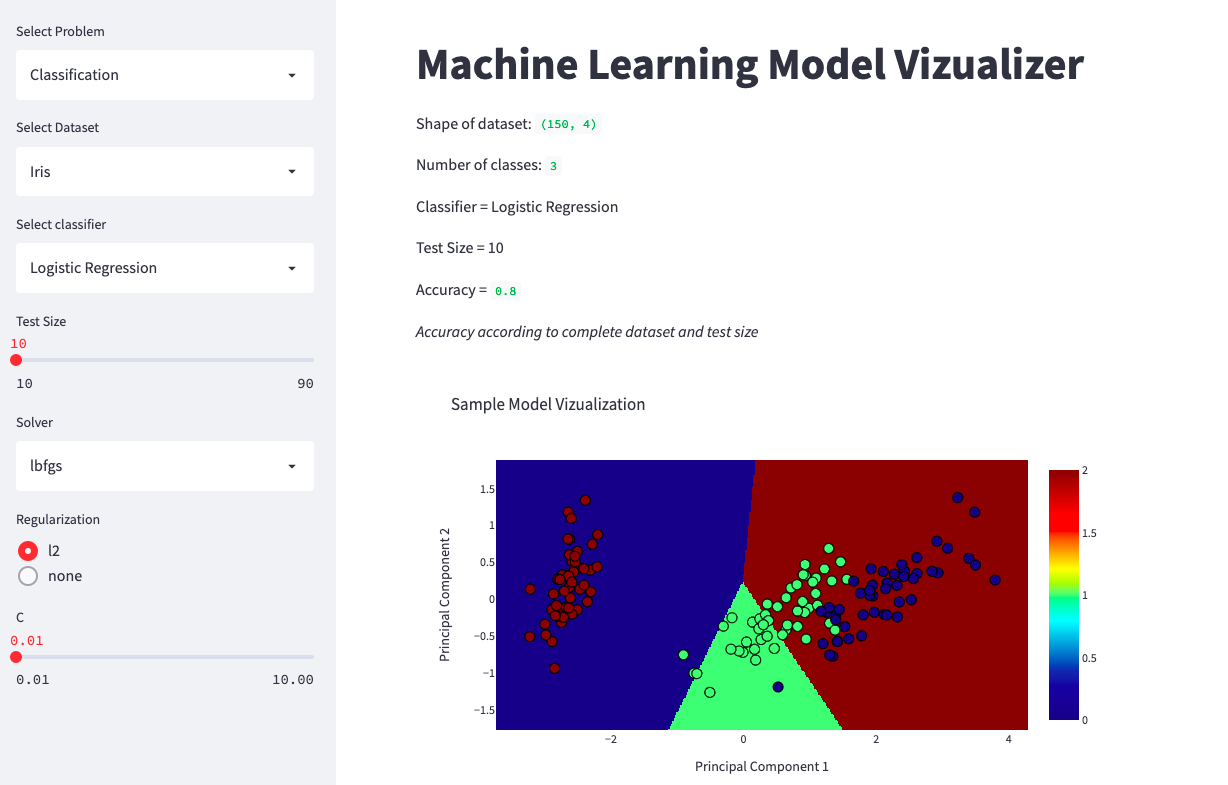 Select Problem
Classification
Select Dataset
Iris
Select classifier
Logistic Regression
Test Size
10
10 90
Solver
lbfgs
Regularization
l2
none
C
0.01
0.01 10.00
Machine Learning Model Vizualizer
Shape of dataset: (150, 4)
Number of classes: 3
Classifier = Logistic Regression
Test Size = 10
Accuracy = 0.8
Accuracy according to complete dataset and test size
Sample Model Vizualization
Principal Component 2
1.5
1
0.5
0
−0.5
−1
−1.5
−2 0 2 4
Principal Component 1
2
1.5
1
0.5
0